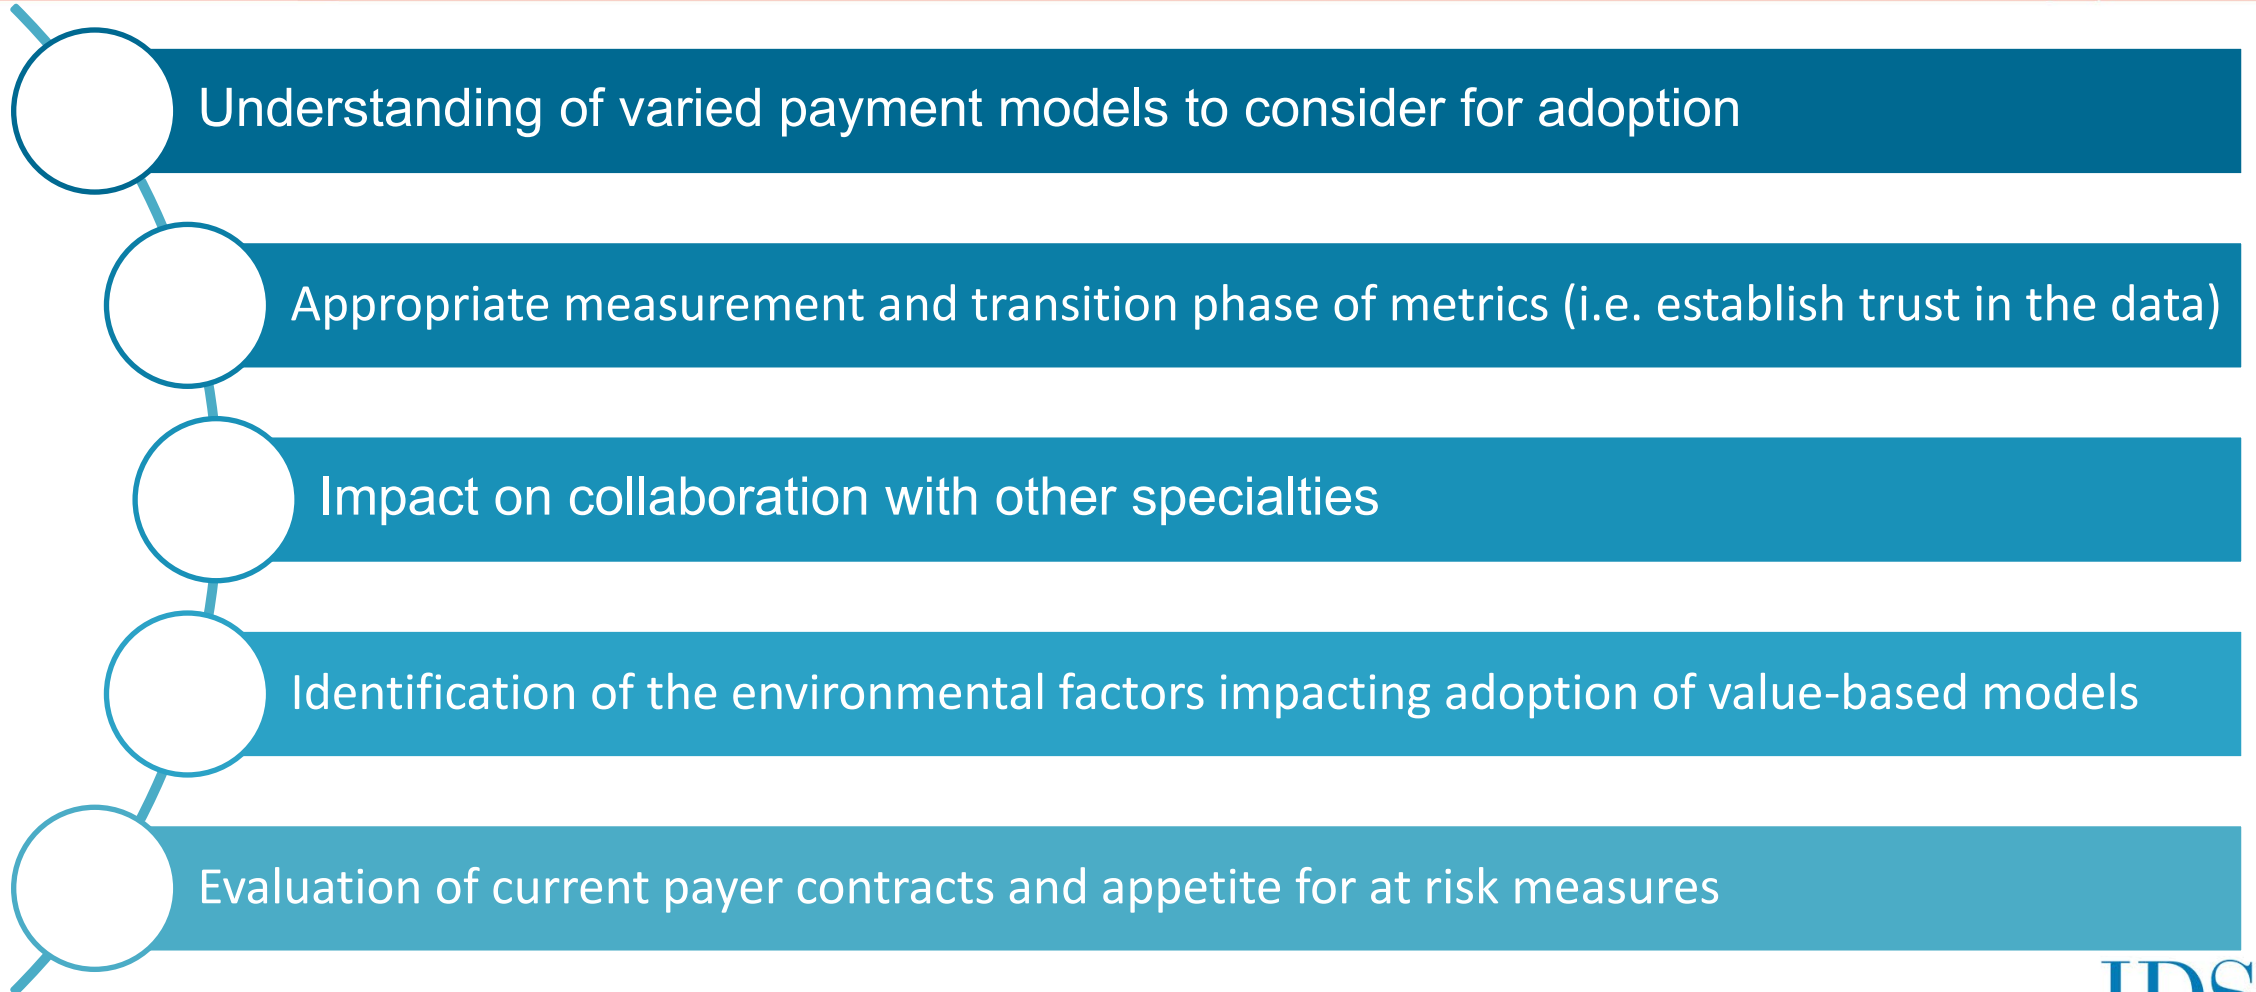 Understanding of varied payment models to consider for adoption
Appropriate measurement and transition phase of metrics (i.e. establish trust in the data)
Impact on collaboration with other specialties
Identification of the environmental factors impacting adoption of value-based models
Evaluation of current payer contracts and appetite for at risk measures
IDS